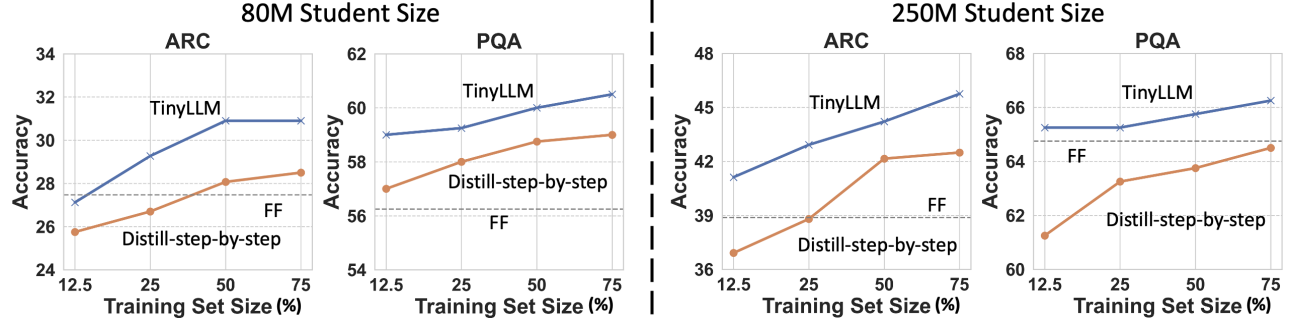 80M Student Size
250M Student Size
ARC
PQA
ARC
PQA
Accuracy
34
32
30
28
26
24
TinyLLM
FF
Distill-step-by-step
12.5
25
50
75
Training Set Size (%)
Accuracy
62
60
58
56
54
TinyLLM
Distill-step-by-step
FF
12.5
25
50
75
Training Set Size (%)
Accuracy
48
45
42
39
36
TinyLLM
FF
Distill-step-by-step
12.5
25
50
75
Training Set Size (%)
Accuracy
68
66
64
62
60
TinyLLM
FF
Distill-step-by-step
12.5
25
50
75
Training Set Size (%)